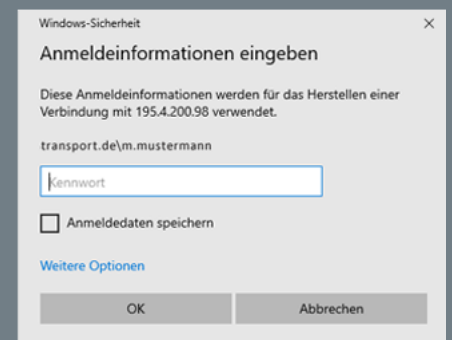 Windows-Sicherheit
Anmeldeinformationen eingeben
Diese Anmeldeinformationen werden für das Herstellen einer
Verbindung mit 195.4.200.98 verwendet.
transport.de\m.mustermann
Kennwort
Anmeldedaten speichern
Weitere Optionen
OK Abbrechen